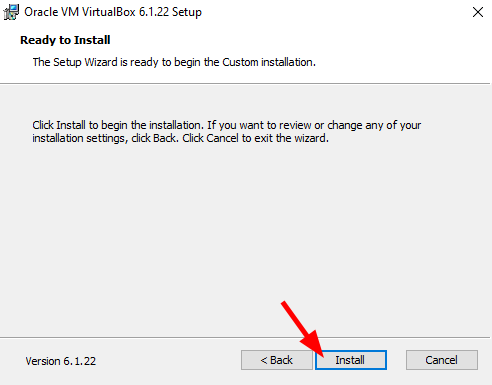 Oracle VM VirtualBox 6.1.22 Setup
Ready to Install
The Setup Wizard is ready to begin the Custom installation.
Click Install to begin the installation. If you want to review or change any of your
installation settings, click Back. Click Cancel to exit the wizard.
Version 6.1.22
< Back
Install
Cancel